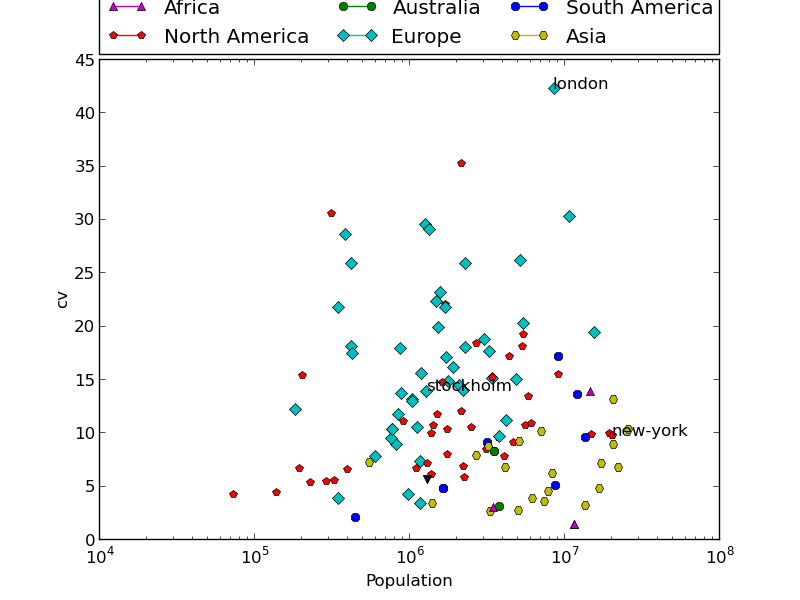 Africa Australia South America
North America Europe Asia
45
london
40
35
30
cv
25
20
15
stockholm
10
new-york
5
0
10^4 10^5 10^6 10^7 10^8
Population